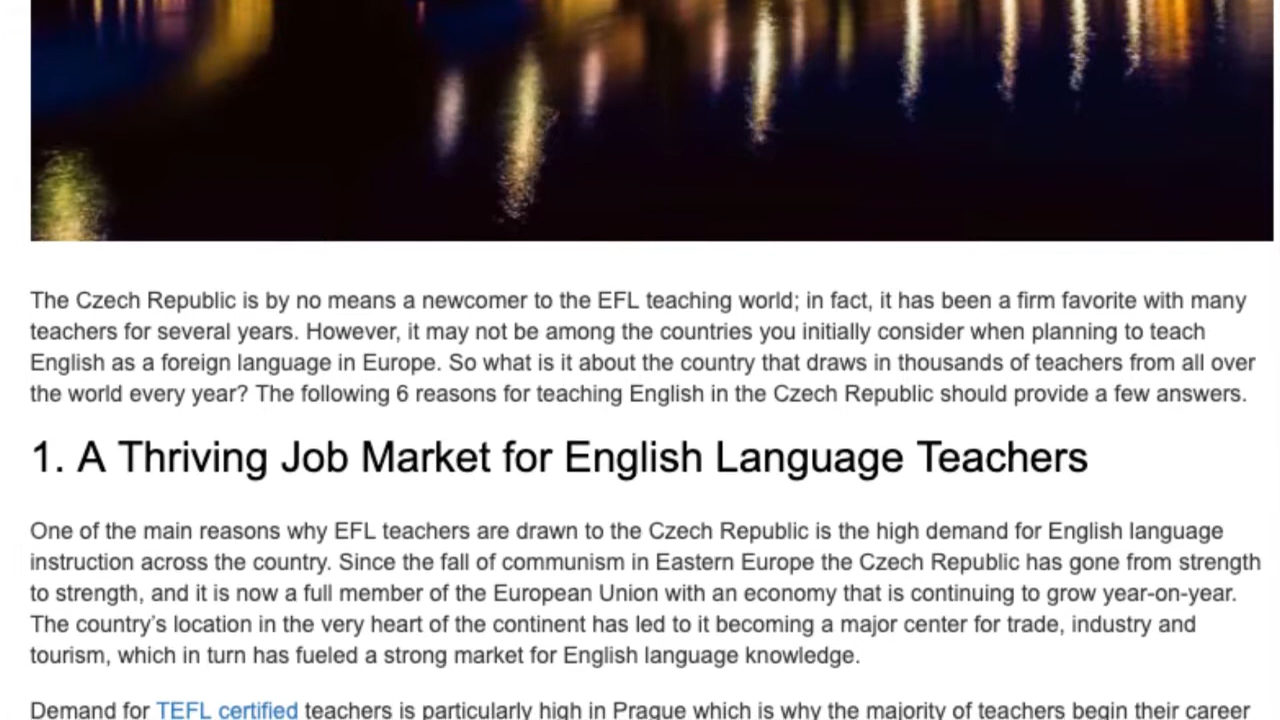 The Czech Republic is by no means a newcomer to the EFL teaching world; in fact, it has been a firm favorite with many
teachers for several years. However, it may not be among the countries you initially consider when planning to teach
English as a foreign language in Europe. So what is it about the country that draws in thousands of teachers from all over
the world every year? The following 6 reasons for teaching English in the Czech Republic should provide a few answers.
1. A Thriving Job Market for English Language Teachers
One of the main reasons why EFL teachers are drawn to the Czech Republic is the high demand for English language
instruction across the country. Since the fall of communism in Eastern Europe the Czech Republic has gone from strength
to strength, and it is now a full member of the European Union with an economy that is continuing to grow year-on-year.
The country’s location in the very heart of the continent has led to it becoming a major center for trade, industry and
tourism, which in turn has fueled a strong market for English language knowledge.
Demand for TEFL certified teachers is particularly high in Prague which is why the majority of teachers begin their career